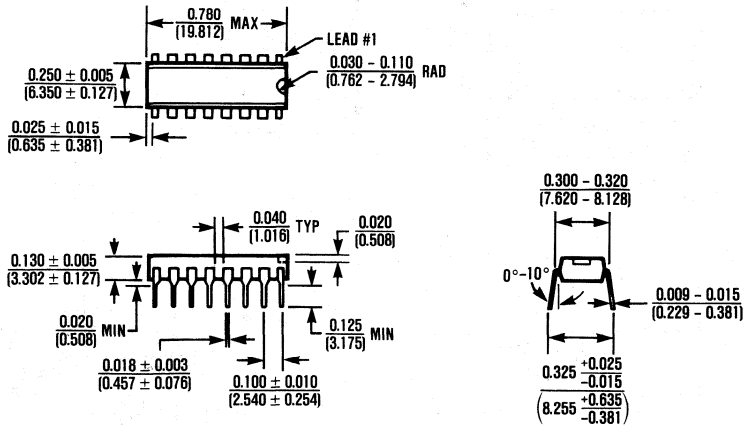 0.780
(19.812)
MAX
LEAD #1
0.030 – 0.110
(0.762 – 2.794)
RAD
0.250 ± 0.005
(6.350 ± 0.127)
0.025 ± 0.015
(0.635 ± 0.381)
0.300 – 0.320
(7.620 – 8.128)
0.040
(1.016)
TYP
0.020
(0.508)
0.130 ± 0.005
(3.302 ± 0.127)
0°–10°
0.009 – 0.015
(0.229 – 0.381)
0.020
(0.508)
MIN
0.125
(3.175)
MIN
0.018 ± 0.003
(0.457 ± 0.076)
0.100 ± 0.010
(2.540 ± 0.254)
0.325 +0.025
–0.015
(8.255 +0.635
–0.381)